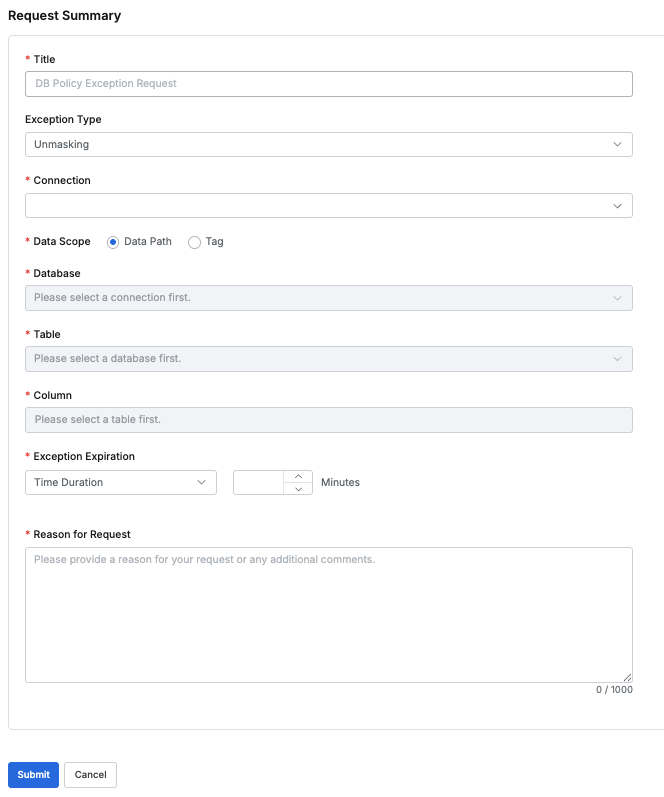 Request Summary
* Title
DB Policy Exception Request
Exception Type
Unmasking
* Connection
* Data Scope Data Path Tag
* Database
Please select a connection first.
* Table
Please select a database first.
* Column
Please select a table first.
* Exception Expiration
Time Duration Minutes
* Reason for Request
Please provide a reason for your request or any additional comments.
0 / 1000
Submit Cancel